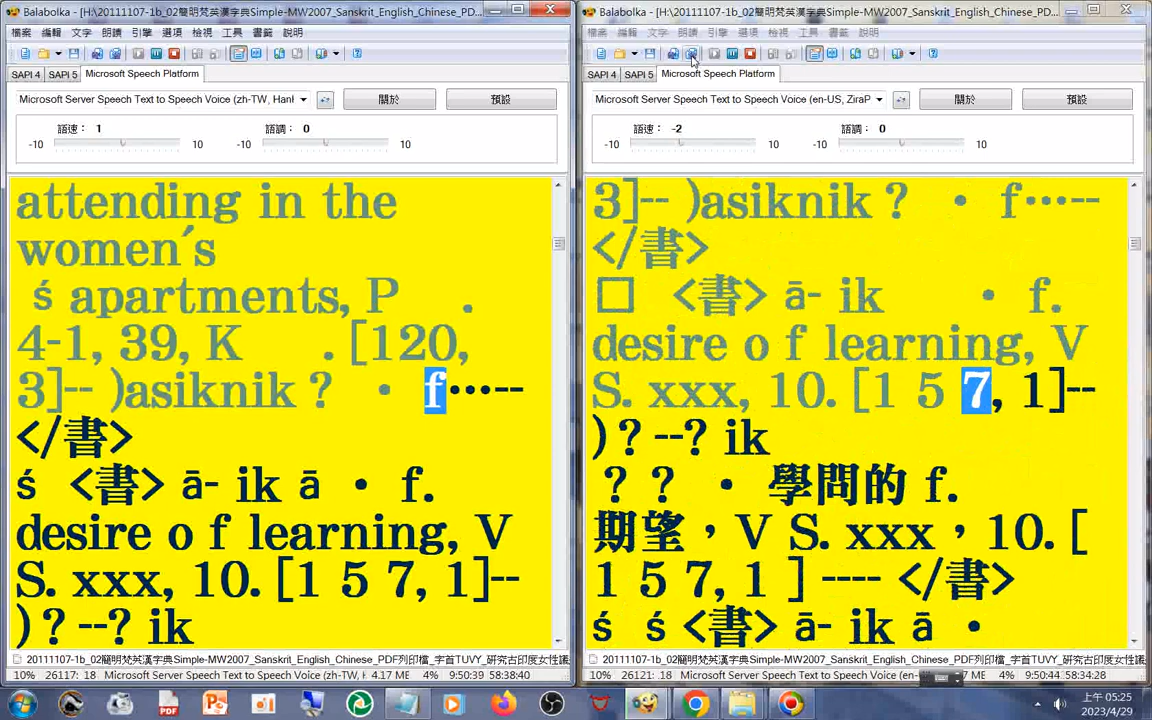 Balabolka - [H:\20111107-1b_02簡明梵英漢字典Simple-MW2007_Sanskrit_English_Chinese_PD...
檔案 編輯 文字 朗讀 引擎 選項 檢視 工具 書籤 說明
SAPI 4 SAPI 5 Microsoft Speech Platform
Microsoft Server Speech Text to Speech Voice (zh-TW, Hanl 關於 預設
語速： 1 語調： 0
-10 10 -10 10
attending in the
women′s
ś apartments, P .
4-1, 39, K . [120,
3]-- )asiknik ? • f…--
</書>
ś <書> ā- ik ā • f.
desire o f learning, V
S. xxx, 10. [1 5 7, 1]--
) ? --? ik
20111107-1b_02簡明梵英漢字典Simple-MW2007_Sanskrit_English_Chinese_PDF列印檔_字首TUVY_研究古印度女性議
10% 26117: 18 Microsoft Server Speech Text to Speech Voice (zh-TW, 4.17 ME 4% 9:50:39 58:38:40
Balabolka - [H:\20111107-1b_02簡明梵英漢字典Simple-MW2007_Sanskrit_English_Chinese_PD...
檔案 編輯 文字 朗讀 引擎 選項 檢視 工具 書籤 說明
SAPI 4 SAPI 5 Microsoft Speech Platform
Microsoft Server Speech Text to Speech Voice (en-US, ZiraP 關於 預設
語速： -2 語調： 0
-10 10 -10 10
3]-- )asiknik ? • f…--
</書>
□ <書> ā- ik • f.
desire o f learning, V
S. xxx, 10. [1 5 7, 1]--
) ? --? ik
? ? • 學問的 f.
期望，V S. xxx，10. [
1 5 7, 1 ] ---- </書>
ś ś <書> ā- ik ā •
20111107-1b_02簡明梵英漢字典Simple-MW2007_Sanskrit_English_Chinese_PDF列印檔_字首TUVY_研究古印度女性議
10% 26121: 18 Microsoft Server Speech Text to Speech Voice (en- 4.17 ME 4% 9:50:44 58:34:28
上午 05:25
2023/4/29